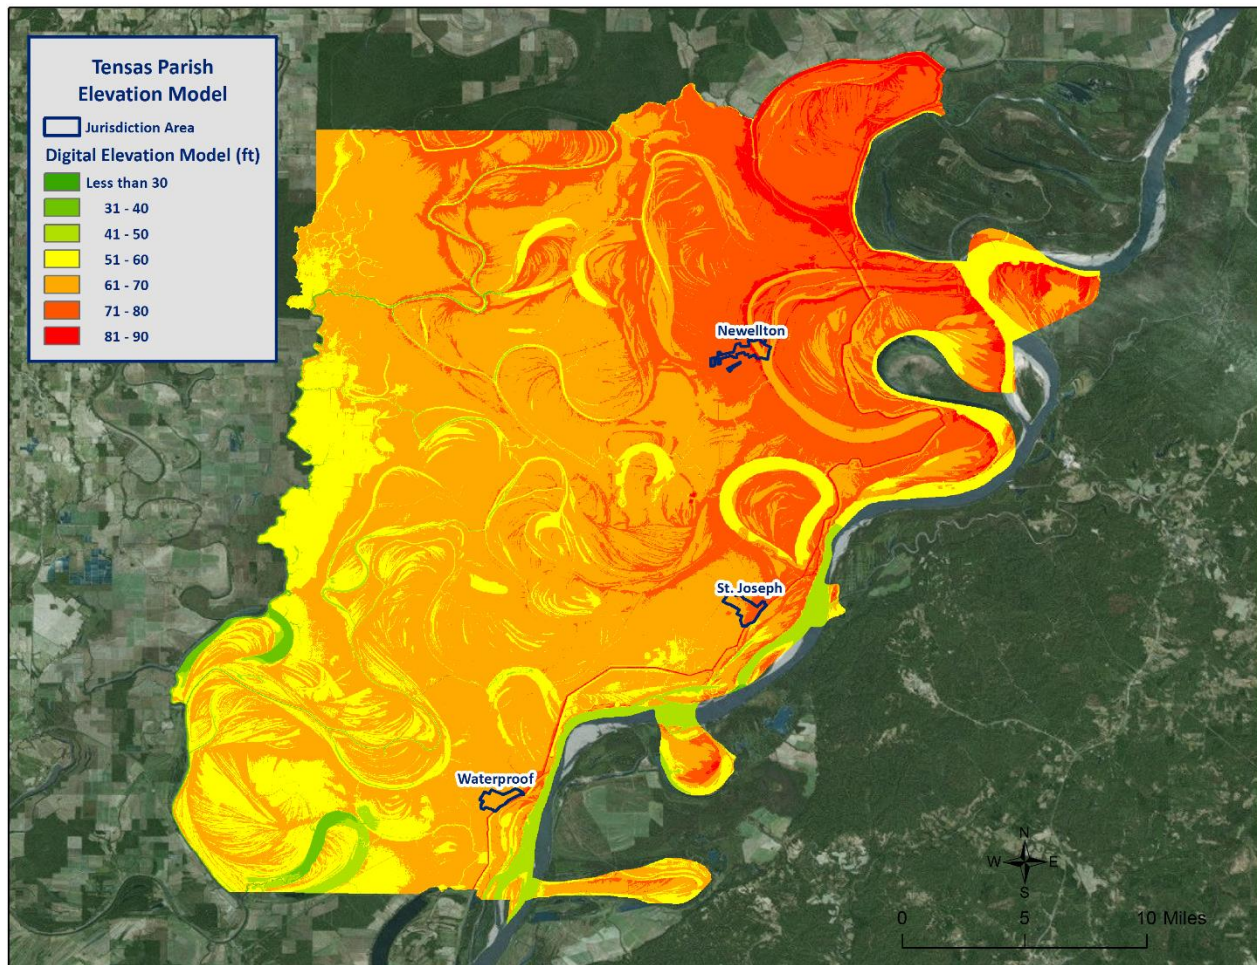 Tensas Parish
Elevation Model
Jurisdiction Area
Digital Elevation Model (ft)
Less than 30
31 - 40
41 - 50
51 - 60
61 - 70
71 - 80
81 - 90
Newellton
St. Joseph
Waterproof
N
W E
S
0 5 10 Miles